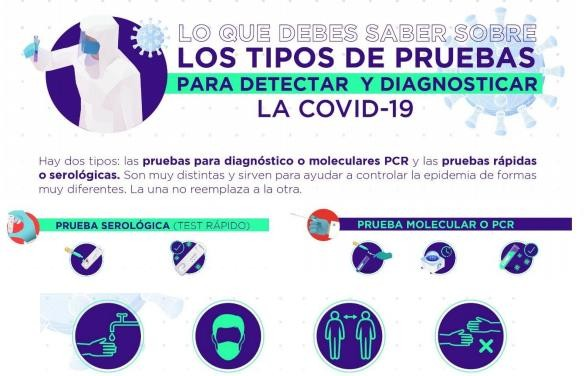 LO QUE DEBES SABER SOBRE
LOS TIPOS DE PRUEBAS
PARA DETECTAR Y DIAGNOSTICAR
LA COVID-19
Hay dos tipos: las pruebas para diagnóstico o moleculares PCR y las pruebas rápidas
o serológicas. Son muy distintas y sirven para ayudar a controlar la epidemia de formas
muy diferentes. La una no reemplaza a la otra.
PRUEBA SEROLÓGICA (TEST RÁPIDO)
PRUEBA MOLECULAR O PCR